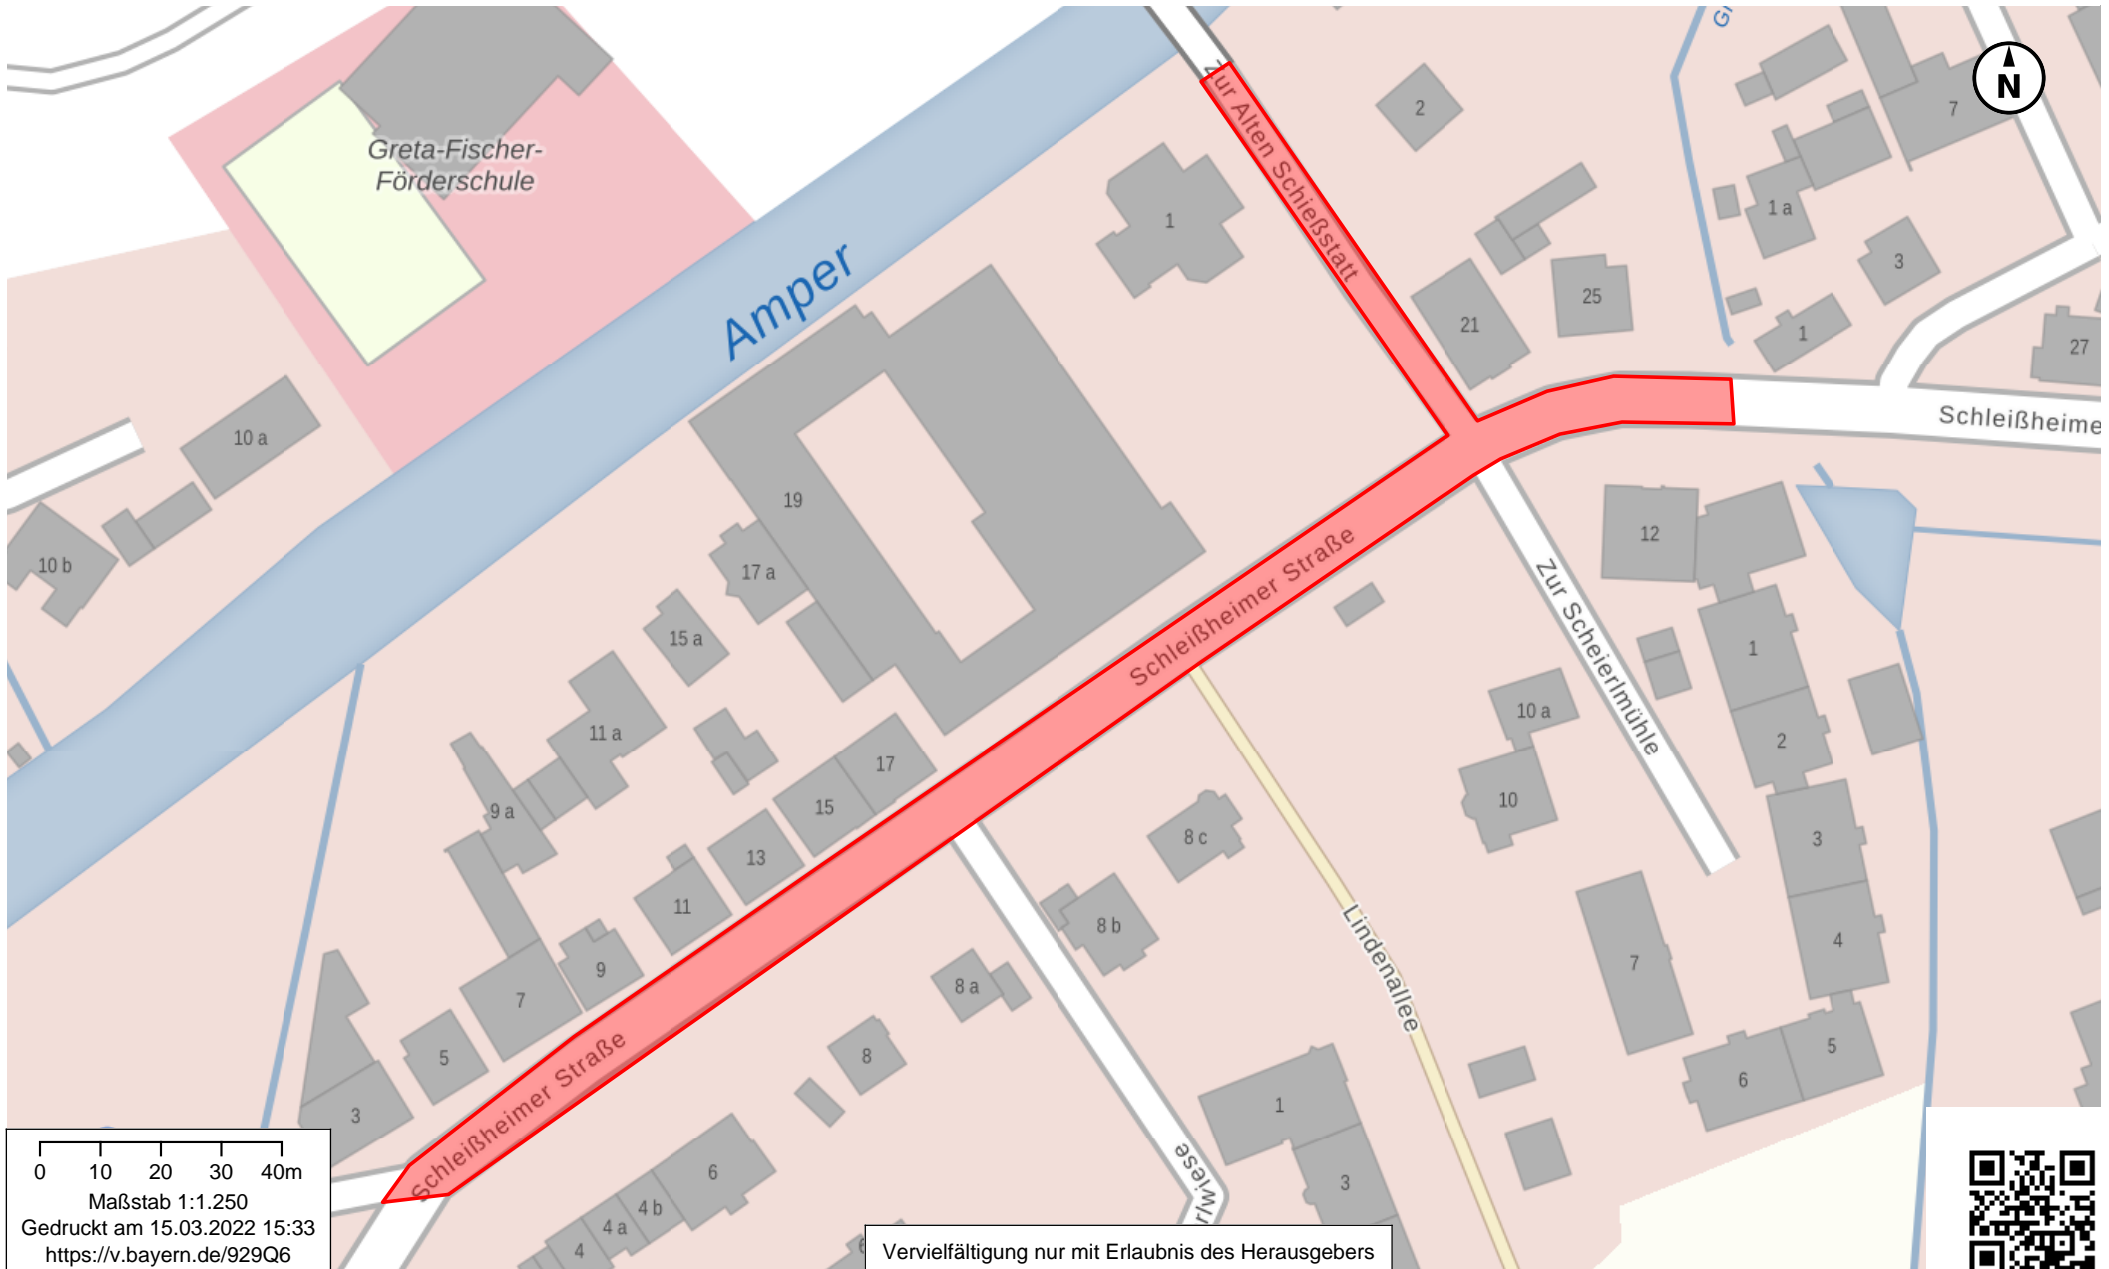 Zur Alten Schießstatt
N
2
7
Greta-Fischer-
Förderschule
1
1 a
3
Amper
25
21
1
27
Schleißheime
10 a
19
12
10 b
17 a
Schleißheimer Straße
Zur Scheierlmühle
15 a
1
11 a
10 a
2
17
9 a
15
10
8 c
3
13
11
8 b
4
Lindenallee
9
7
8 a
7
5
8
5
Schleißheimer Straße
6
1
3
6
rlwiese
3
4 b
4 a
4
0 10 20 30 40m
Maßstab 1:1.250
Gedruckt am 15.03.2022 15:33
https://v.bayern.de/929Q6
Vervielfältigung nur mit Erlaubnis des Herausgebers